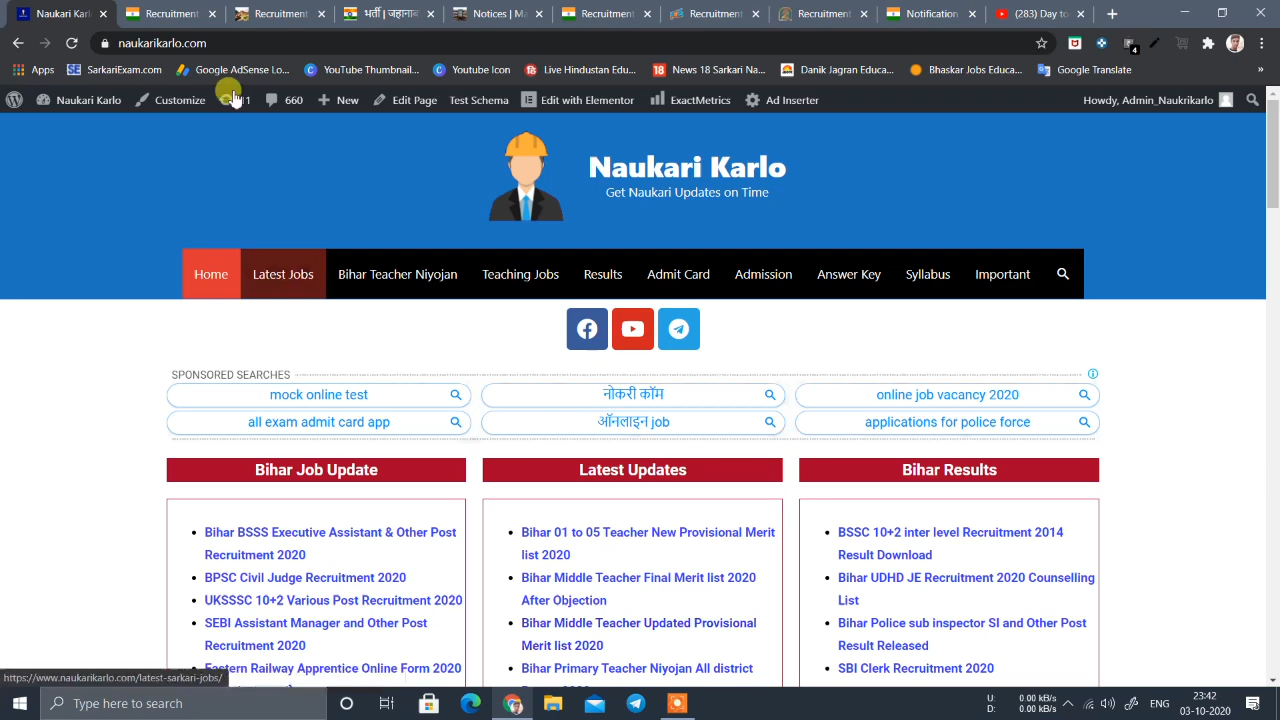 Naukari Karlo
Recruitment
Recruitment
भर्ती | जहानाब
Notices | Ma
Recruitment
Recruitment
Recruitment
Notification
(283) Day to
naukarikarlo.com
4
Apps
SarkariExam.com
Google AdSense Lo...
YouTube Thumbnail...
Youtube Icon
Live Hindustan Edu...
News 18 Sarkari Na...
Danik Jagran Educa...
Bhaskar Jobs Educa...
Google Translate
Naukari Karlo
Customize
11
660
New
Edit Page
Test Schema
Edit with Elementor
ExactMetrics
Ad Inserter
Howdy, Admin_Naukrikarlo
Naukari Karlo
Get Naukari Updates on Time
Home
Latest Jobs
Bihar Teacher Niyojan
Teaching Jobs
Results
Admit Card
Admission
Answer Key
Syllabus
Important
SPONSORED SEARCHES
mock online test
नोकरी कॉम
online job vacancy 2020
all exam admit card app
ऑनलाइन job
applications for police force
Bihar Job Update
Bihar BSSS Executive Assistant & Other Post
Recruitment 2020
BPSC Civil Judge Recruitment 2020
UKSSSC 10+2 Various Post Recruitment 2020
SEBI Assistant Manager and Other Post
Recruitment 2020
Eastern Railway Apprentice Online Form 2020
Latest Updates
Bihar 01 to 05 Teacher New Provisional Merit
list 2020
Bihar Middle Teacher Final Merit list 2020
After Objection
Bihar Middle Teacher Updated Provisional
Merit list 2020
Bihar Primary Teacher Niyojan All district
Bihar Results
BSSC 10+2 inter level Recruitment 2014
Result Download
Bihar UDHD JE Recruitment 2020 Counselling
List
Bihar Police sub inspector SI and Other Post
Result Released
SBI Clerk Recruitment 2020
https://www.naukarikarlo.com/latest-sarkari-jobs/
Type here to search
U: 0.00 kB/s
D: 0.00 kB/s
ENG
23:42
03-10-2020